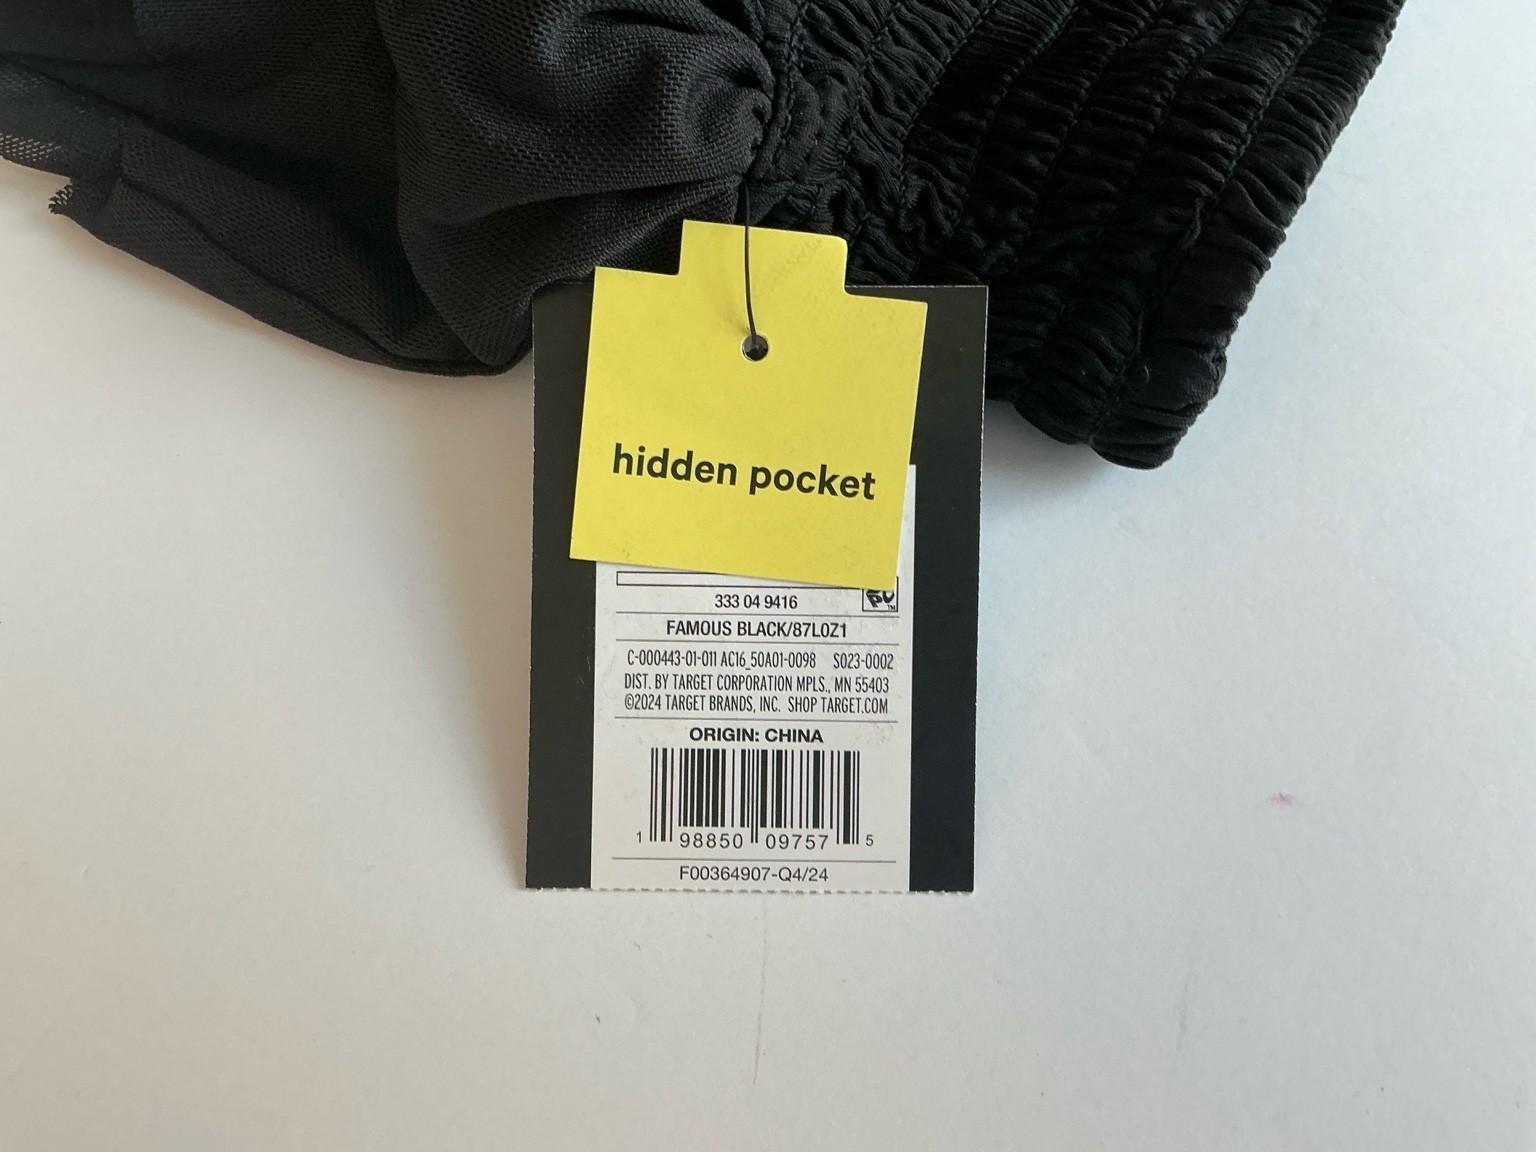 hidden pocket
333 04 9416
FAMOUS BLACK/87L0Z1
C-000443-01-011 AC16_50A01-0098 S023-0002
DIST. BY TARGET CORPORATION MPLS., MN 55403
©2024 TARGET BRANDS, INC. SHOP TARGET.COM
ORIGIN: CHINA
1 98850 09757 5
F00364907-Q4/24